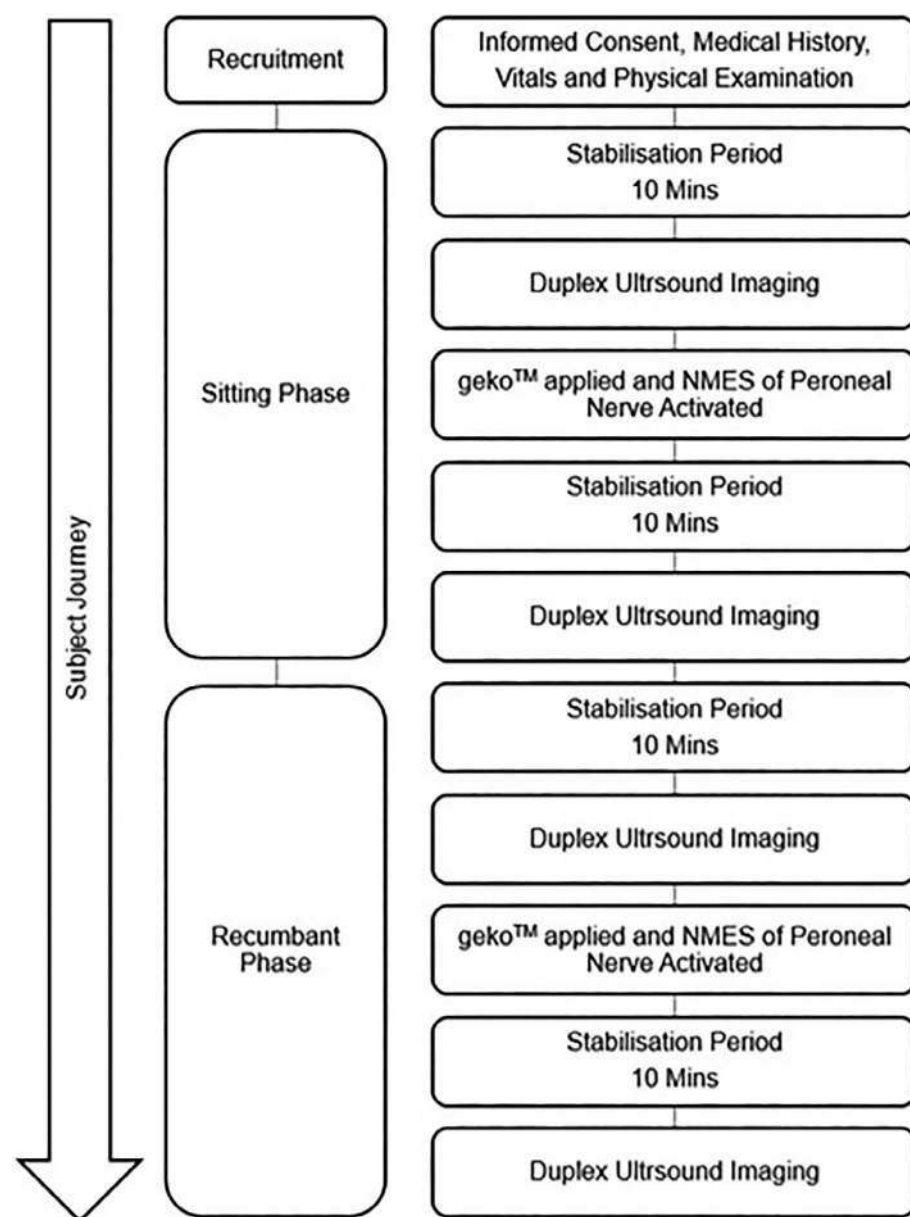 Subject Journey
Recruitment
Informed Consent, Medical History,
Vitals and Physical Examination
Sitting Phase
Stabilisation Period
10 Mins
Duplex Ultrsound Imaging
geko™ applied and NMES of Peroneal
Nerve Activated
Stabilisation Period
10 Mins
Duplex Ultrsound Imaging
Recumbant
Phase
Stabilisation Period
10 Mins
Duplex Ultrsound Imaging
geko™ applied and NMES of Peroneal
Nerve Activated
Stabilisation Period
10 Mins
Duplex Ultrsound Imaging